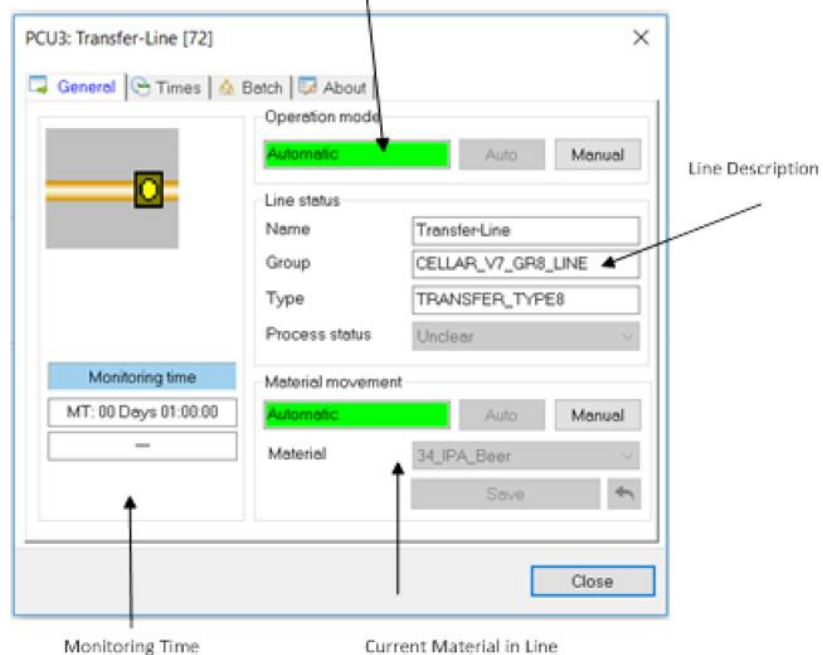 PCU3: Transfer-Line [72]
General Times Batch About
Operation mode
Automatic Auto Manual
Line Description
Line status
Name Transfer-Line
Group CELLAR_V7_GR8_LINE
Type TRANSFER_TYPE8
Process status Unclear
Monitoring time
MT: 00 Days 01:00:00
---
Material movement
Automatic Auto Manual
Material 34_IPA_Beer
Save
Close
Monitoring Time
Current Material in Line